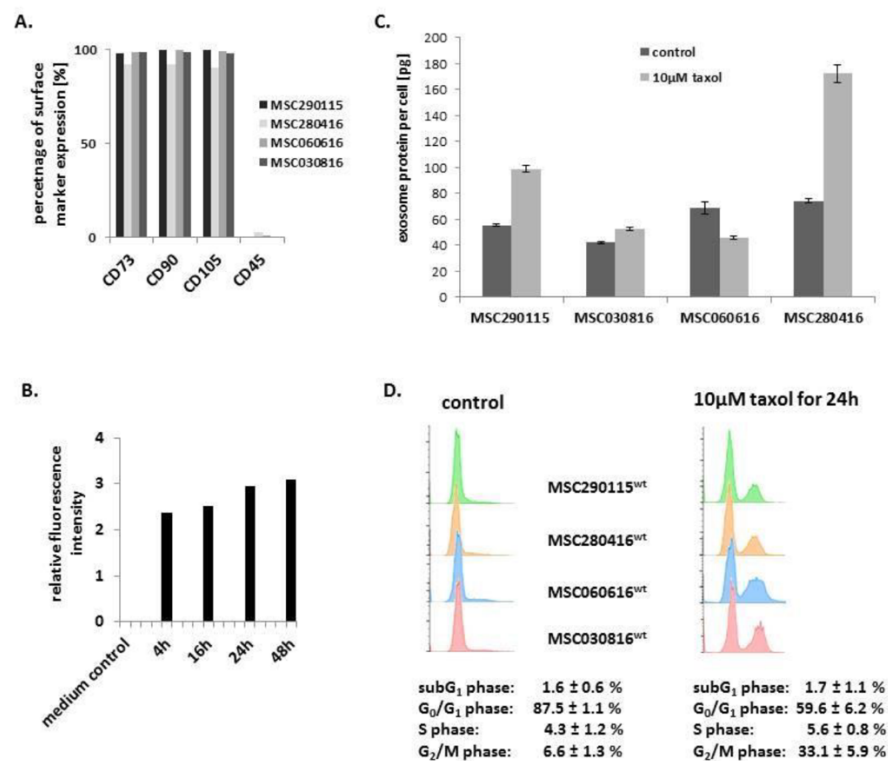 A.
percetnage of surface
marker expression [%]
100
50
0
CD73
CD90
CD105
CD45
MSC290115
MSC280416
MSC060616
MSC030816
C.
exosome protein per cell [pg]
200
180
160
140
120
100
80
60
40
20
0
control
10µM taxol
MSC290115
MSC030816
MSC060616
MSC280416
B.
relative fluorescence
intensity
4
3
2
1
0
medium control
4h
16h
24h
48h
D.
control
10µM taxol for 24h
MSC290115wt
MSC280416wt
MSC060616wt
MSC030816wt
subG1 phase: 1.6 ± 0.6 %
G0/G1 phase: 87.5 ± 1.1 %
S phase: 4.3 ± 1.2 %
G2/M phase: 6.6 ± 1.3 %
subG1 phase: 1.7 ± 1.1 %
G0/G1 phase: 59.6 ± 6.2 %
S phase: 5.6 ± 0.8 %
G2/M phase: 33.1 ± 5.9 %